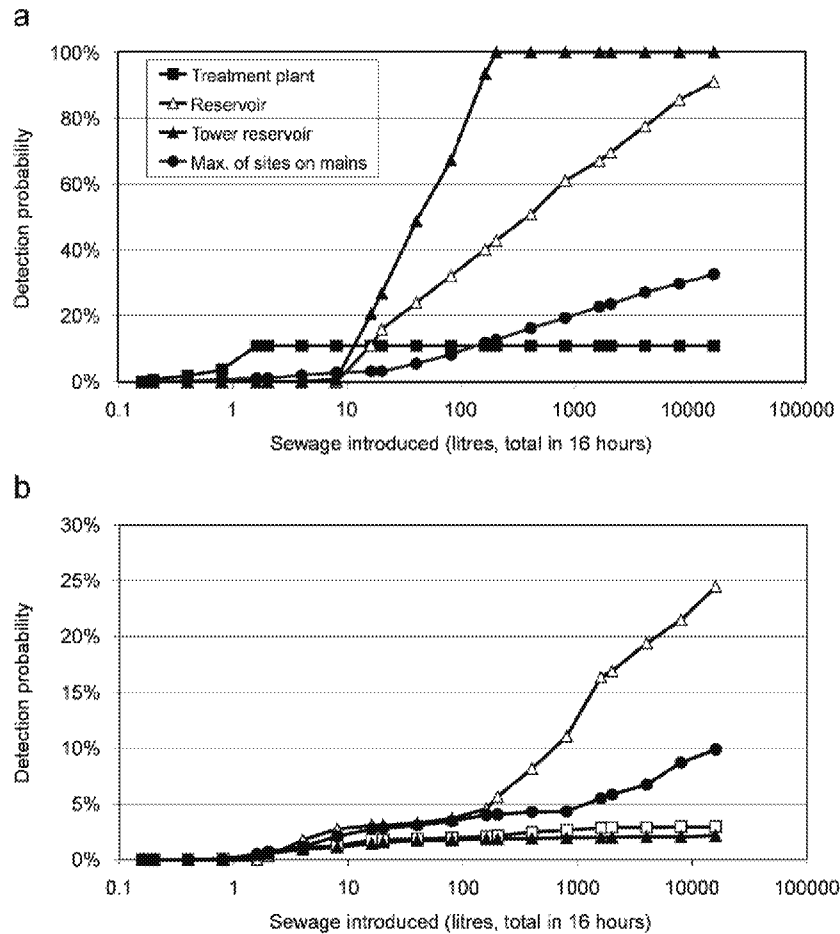 a
100%
Treatment plant
Reservoir
80%
Tower reservoir
Max. of sites on mains
60%
Detection probability
40%
20%
0%
0.1 1 10 100 1000 10000 100000
Sewage introduced (litres, total in 16 hours)
b
30%
25%
20%
Detection probability
15%
10%
5%
0%
0.1 1 10 100 1000 10000 100000
Sewage introduced (litres, total in 16 hours)